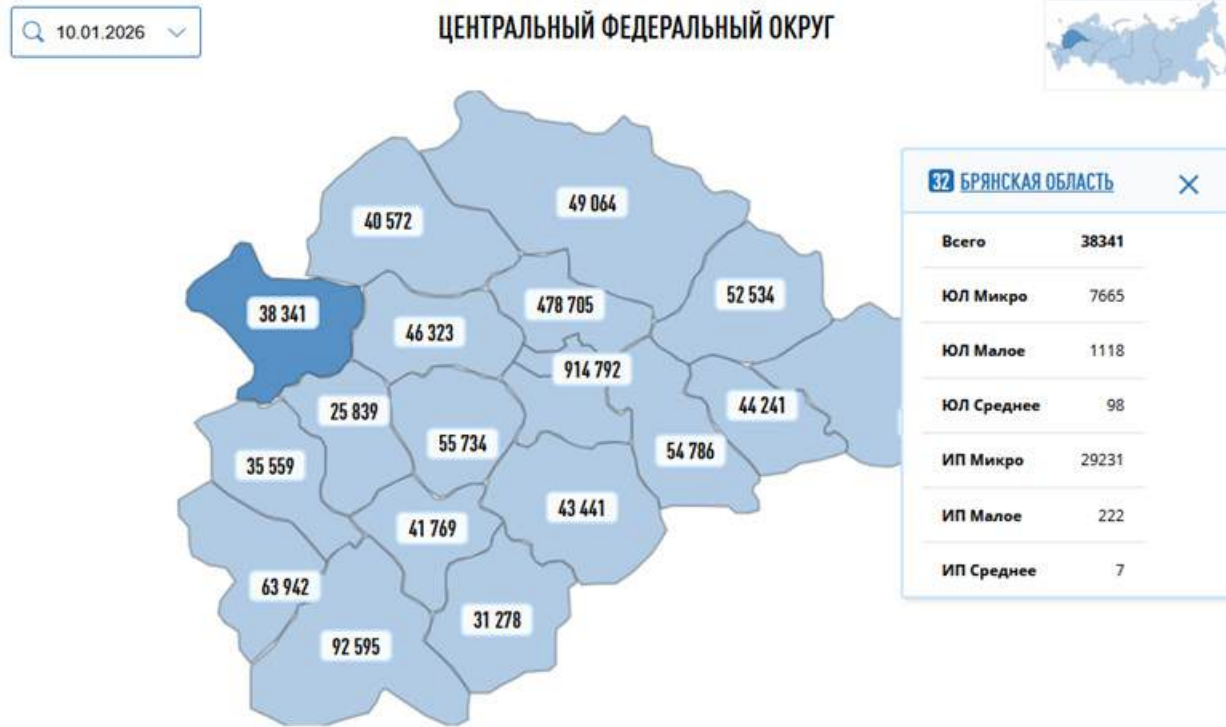 10.01.2026
ЦЕНТРАЛЬНЫЙ ФЕДЕРАЛЬНЫЙ ОКРУГ
49 064
40 572
38 341
478 705
52 534
46 323
914 792
25 839
44 241
55 734
54 786
35 559
43 441
41 769
63 942
31 278
92 595
32 БРЯНСКАЯ ОБЛАСТЬ
Всего 38341
ЮЛ Микро 7665
ЮЛ Малое 1118
ЮЛ Среднее 98
ИП Микро 29231
ИП Малое 222
ИП Среднее 7